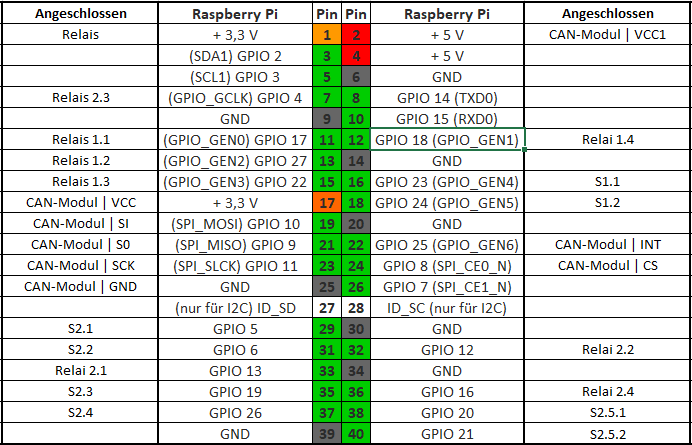 Angeschlossen Raspberry Pi Pin Pin Raspberry Pi Angeschlossen
Relais + 3,3 V 1 2 + 5 V CAN-Modul | VCC1
(SDA1) GPIO 2 3 4 + 5 V
(SCL1) GPIO 3 5 6 GND
Relais 2.3 (GPIO_GCLK) GPIO 4 7 8 GPIO 14 (TXD0)
GND 9 10 GPIO 15 (RXD0)
Relais 1.1 (GPIO_GEN0) GPIO 17 11 12 GPIO 18 (GPIO_GEN1) Relai 1.4
Relais 1.2 (GPIO_GEN2) GPIO 27 13 14 GND
Relais 1.3 (GPIO_GEN3) GPIO 22 15 16 GPIO 23 (GPIO_GEN4) S1.1
CAN-Modul | VCC + 3,3 V 17 18 GPIO 24 (GPIO_GEN5) S1.2
CAN-Modul | SI (SPI_MOSI) GPIO 10 19 20 GND
CAN-Modul | S0 (SPI_MISO) GPIO 9 21 22 GPIO 25 (GPIO_GEN6) CAN-Modul | INT
CAN-Modul | SCK (SPI_SLCK) GPIO 11 23 24 GPIO 8 (SPI_CE0_N) CAN-Modul | CS
CAN-Modul | GND GND 25 26 GPIO 7 (SPI_CE1_N)
(nur für I2C) ID_SD 27 28 ID_SC (nur für I2C)
S2.1 GPIO 5 29 30 GND
S2.2 GPIO 6 31 32 GPIO 12 Relai 2.2
Relai 2.1 GPIO 13 33 34 GND
S2.3 GPIO 19 35 36 GPIO 16 Relai 2.4
S2.4 GPIO 26 37 38 GPIO 20 S2.5.1
GND 39 40 GPIO 21 S2.5.2